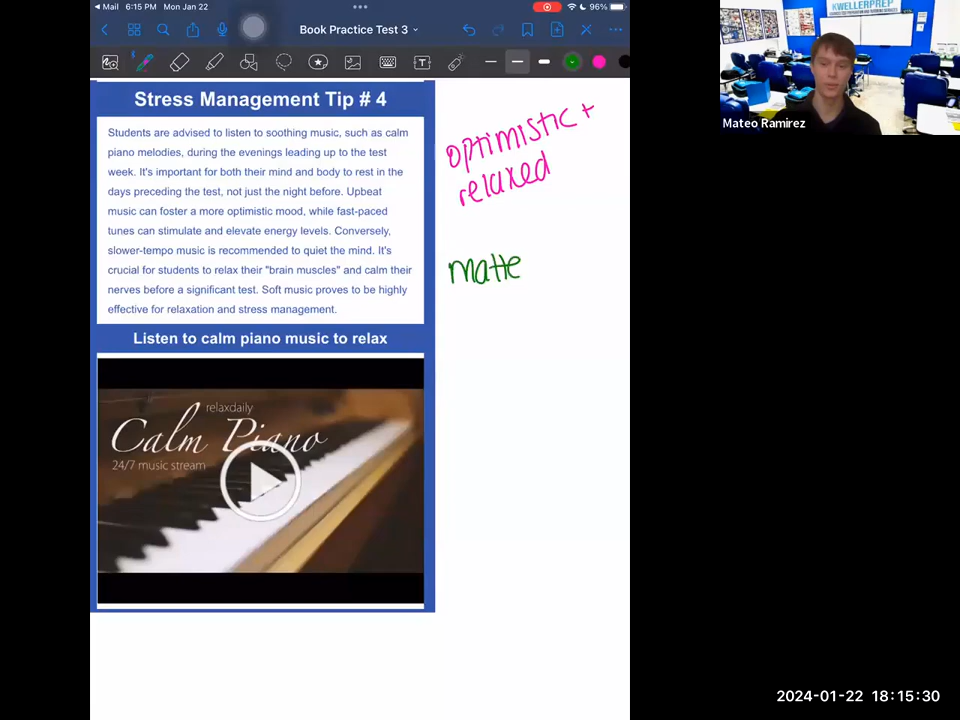 Mail 6:15 PM Mon Jan 22 96%
Book Practice Test 3
KWELLERPREP
Mateo Ramirez
Stress Management Tip # 4
Students are advised to listen to soothing music, such as calm
piano melodies, during the evenings leading up to the test
week. It's important for both their mind and body to rest in the
days preceding the test, not just the night before. Upbeat
music can foster a more optimistic mood, while fast-paced
tunes can stimulate and elevate energy levels. Conversely,
slower-tempo music is recommended to quiet the mind. It's
crucial for students to relax their "brain muscles" and calm their
nerves before a significant test. Soft music proves to be highly
effective for relaxation and stress management.
optimistic +
relaxed
matte
Listen to calm piano music to relax
relaxdaily
Calm Piano
24/7 music stream
2024-01-22 18:15:30